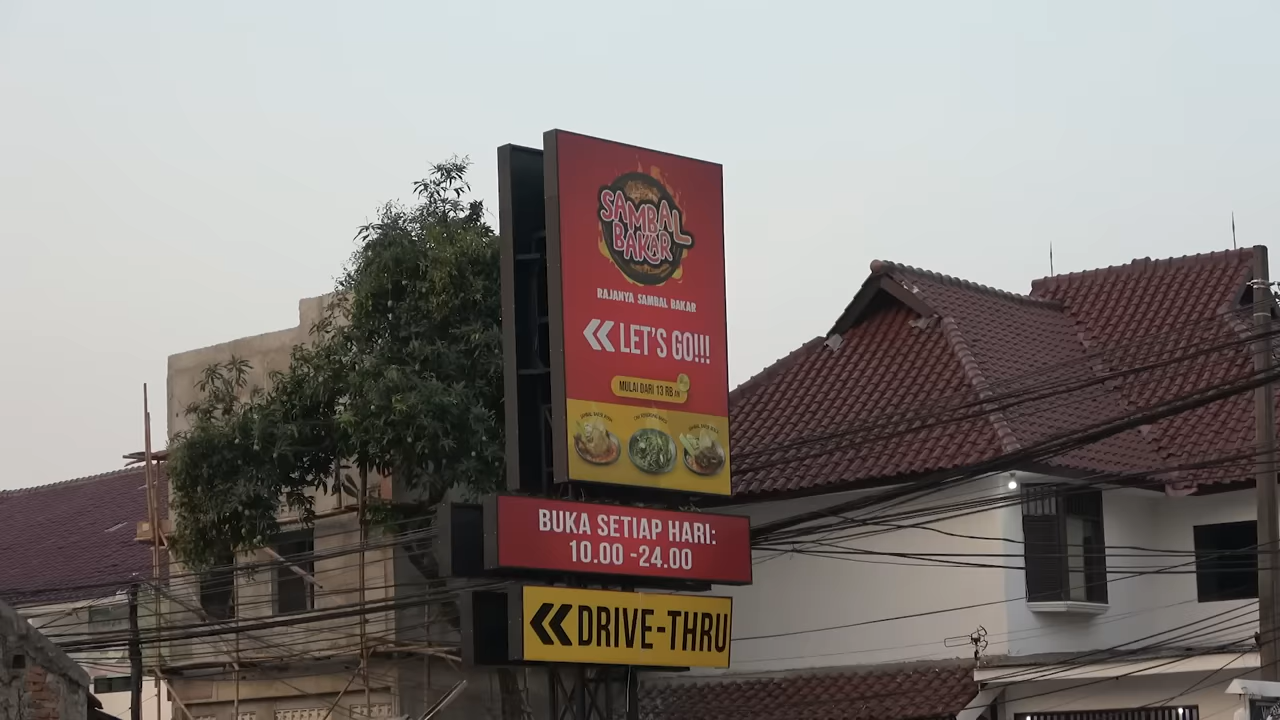 SAMBAL
BAKAR
RAJANYA SAMBAL BAKAR
LET'S GO!!!
MULAI DARI 13 RB
BUKA SETIAP HARI:
10.00 -24.00
DRIVE-THRU